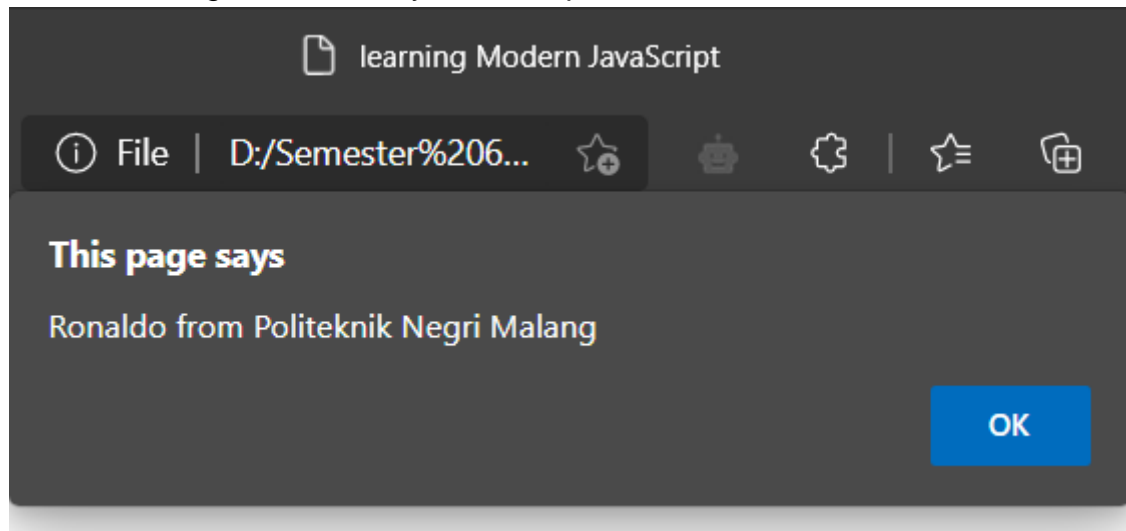 learning Modern JavaScript
File | D:/Semester%206...
This page says
Ronaldo from Politeknik Negri Malang
OK